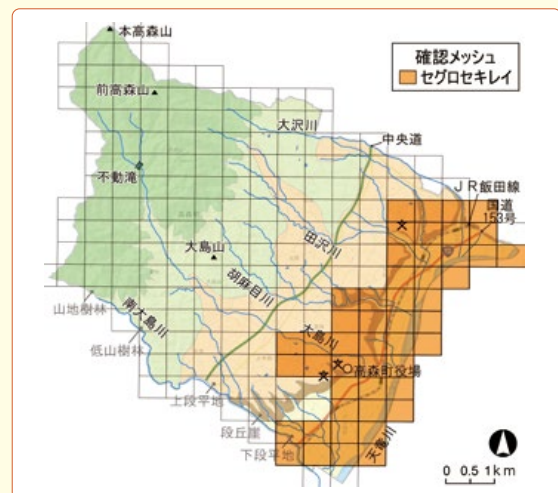 本高森山
前高森山
確認メッシュ
セグロセキレイ
大沢川
中央道
不動滝
JR飯田線
国道
153号
田沢川
大島山
胡麻目川
山地樹林
南大島川
大島川
低山樹林
高森町役場
上段平地
段丘崖
下段平地
天竜川
0 0.5 1km